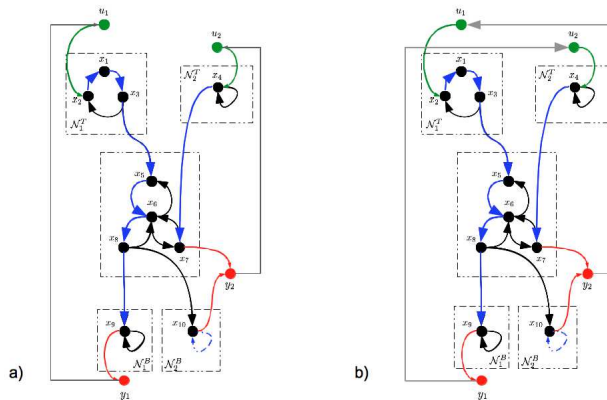 u₁
u₂
x₁
x₂
x₃
𝒩₁ᵀ
𝒩₂ᵀ
x₄
x₅
x₆
x₈
x₇
y₂
x₉
x₁₀
𝒩₁ᴮ
𝒩₂ᴮ
a)
y₁
u₁
u₂
x₁
x₂
x₃
𝒩₁ᵀ
𝒩₂ᵀ
x₄
x₅
x₆
x₈
x₇
y₂
x₉
x₁₀
𝒩₁ᴮ
𝒩₂ᴮ
b)
y₁